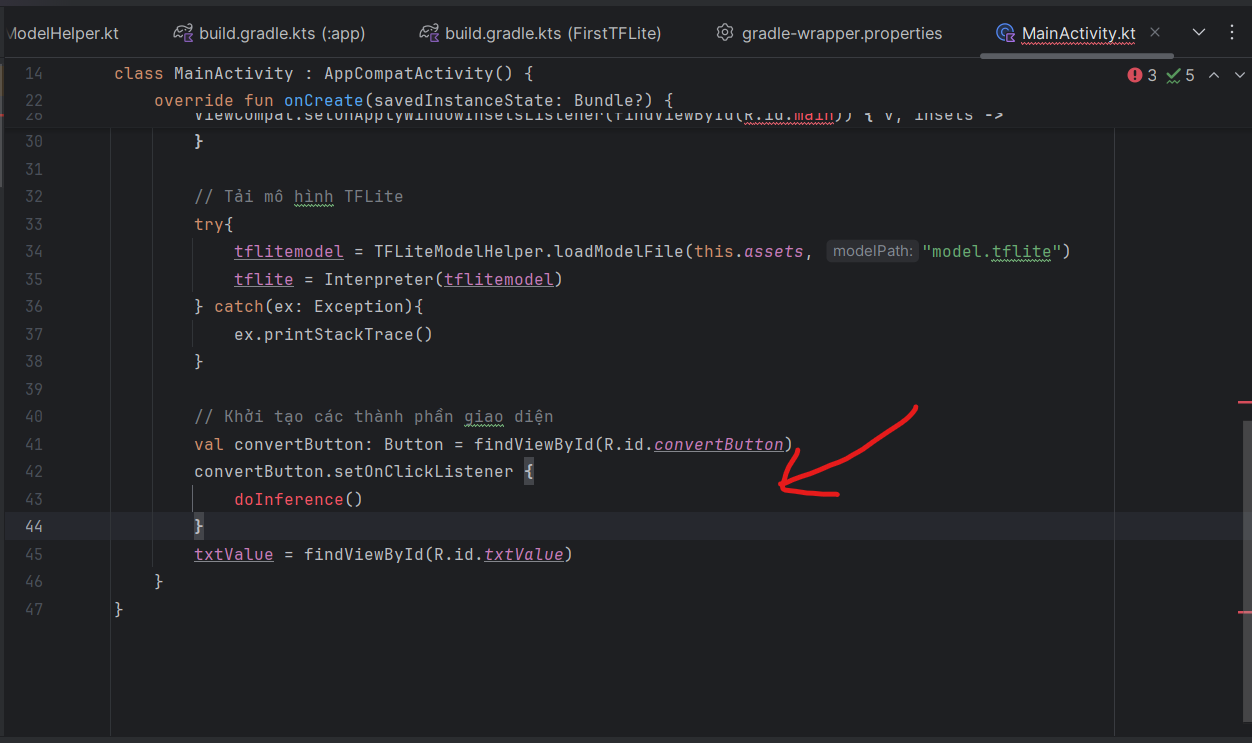 ModelHelper.kt build.gradle.kts (:app) build.gradle.kts (FirstTFLite) gradle-wrapper.properties MainActivity.kt
3 5
14 class MainActivity : AppCompatActivity() {
22 override fun onCreate(savedInstanceState: Bundle?) {
26 ViewCompat.setOnApplyWindowInsetsListener(findViewById(R.id.main)) { v, insets ->
30 }
31
32 // Tải mô hình TFLite
33 try{
34 tflitemodel = TFLiteModelHelper.loadModelFile(this.assets, modelPath: "model.tflite")
35 tflite = Interpreter(tflitemodel)
36 } catch(ex: Exception){
37 ex.printStackTrace()
38 }
39
40 // Khởi tạo các thành phần giao diện
41 val convertButton: Button = findViewById(R.id.convertButton)
42 convertButton.setOnClickListener {
43 doInference()
44 }
45 txtValue = findViewById(R.id.txtValue)
46 }
47 }